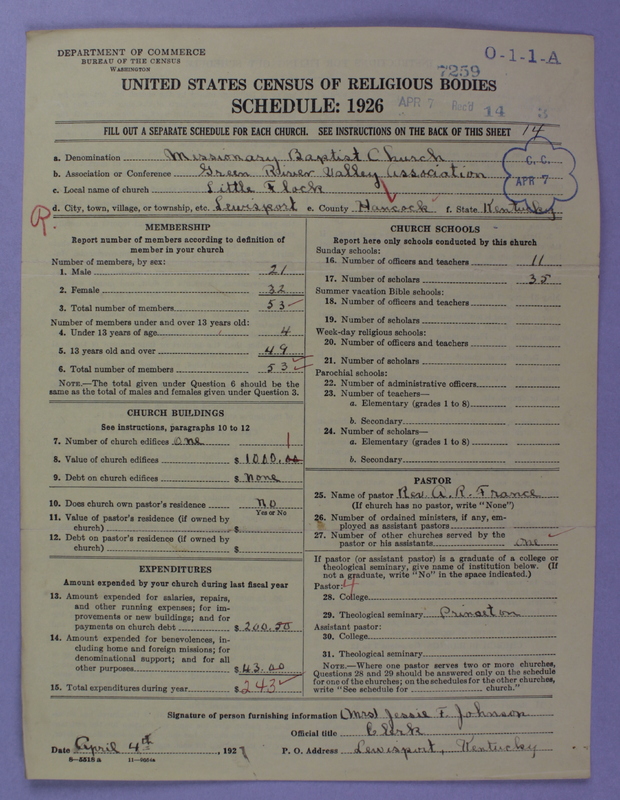 DEPARTMENT OF COMMERCE
BUREAU OF THE CENSUS
WASHINGTON
O-1-1-A
7259
UNITED STATES CENSUS OF RELIGIOUS BODIES
SCHEDULE: 1926
APR 7 Rec'd 14 3
FILL OUT A SEPARATE SCHEDULE FOR EACH CHURCH. SEE INSTRUCTIONS ON THE BACK OF THIS SHEET 14
C. C.
APR 7
a. Denomination Missionary Baptist Church
b. Association or Conference Green River Valley Association
c. Local name of church Little Flock
d. City, town, village, or township, etc. Lewisport e. County Hancock f. State Kentucky
R
MEMBERSHIP
Report number of members according to definition of
member in your church
Number of members, by sex:
1. Male 21
2. Female 32
3. Total number of members 53
Number of members under and over 13 years old:
4. Under 13 years of age 4
5. 13 years old and over 49
6. Total number of members 53
NOTE.—The total given under Question 6 should be the
same as the total of males and females given under Question 3.
CHURCH BUILDINGS
See instructions, paragraphs 10 to 12
7. Number of church edifices one 1
8. Value of church edifices $ 1000.00
9. Debt on church edifices $ None
10. Does church own pastor's residence No
Yes or No
11. Value of pastor's residence (if owned by
church) $
12. Debt on pastor's residence (if owned by
church) $
EXPENDITURES
Amount expended by your church during last fiscal year
13. Amount expended for salaries, repairs,
and other running expenses; for im-
provements or new buildings; and for
payments on church debt $ 200.00
14. Amount expended for benevolences, in-
cluding home and foreign missions; for
denominational support; and for all
other purposes $ 43.00
15. Total expenditures during year $ 243
CHURCH SCHOOLS
Report here only schools conducted by this church
Sunday schools:
16. Number of officers and teachers 11
17. Number of scholars 35
Summer vacation Bible schools:
18. Number of officers and teachers
19. Number of scholars
Week-day religious schools:
20. Number of officers and teachers
21. Number of scholars
Parochial schools:
22. Number of administrative officers
23. Number of teachers—
a. Elementary (grades 1 to 8)
b. Secondary
24. Number of scholars—
a. Elementary (grades 1 to 8)
b. Secondary
PASTOR
25. Name of pastor Rev. A. R. France
(If church has no pastor, write "None")
26. Number of ordained ministers, if any, em-
ployed as assistant pastors
27. Number of other churches served by the
pastor or his assistants one
If pastor (or assistant pastor) is a graduate of a college or
theological seminary, give name of institution below. (If
not a graduate, write "No" in the space indicated.)
Pastor: 4
28. College
29. Theological seminary Princeton
Assistant pastor:
30. College
31. Theological seminary
NOTE.—Where one pastor serves two or more churches,
Questions 28 and 29 should be answered only on the schedule
for one of the churches; on the schedules for the other churches,
write "See schedule for church."
Signature of person furnishing information (Mrs) Jessie F. Johnson
Official title Clerk
Date April 4th, 1927 P. O. Address Lewisport, Kentucky
8—5518 a 11—9664a